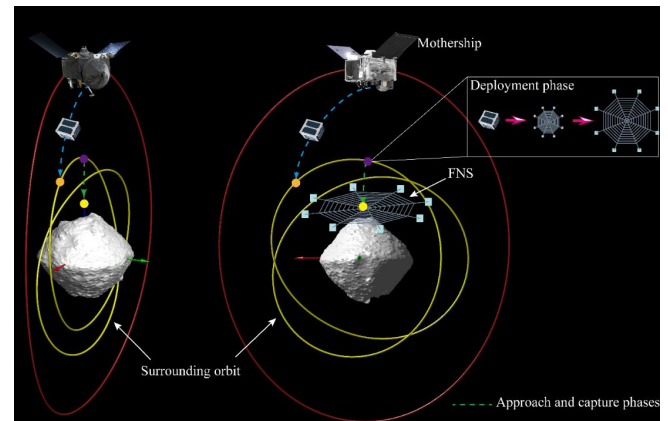 Mothership
Deployment phase
FNS
Surrounding orbit
Approach and capture phases